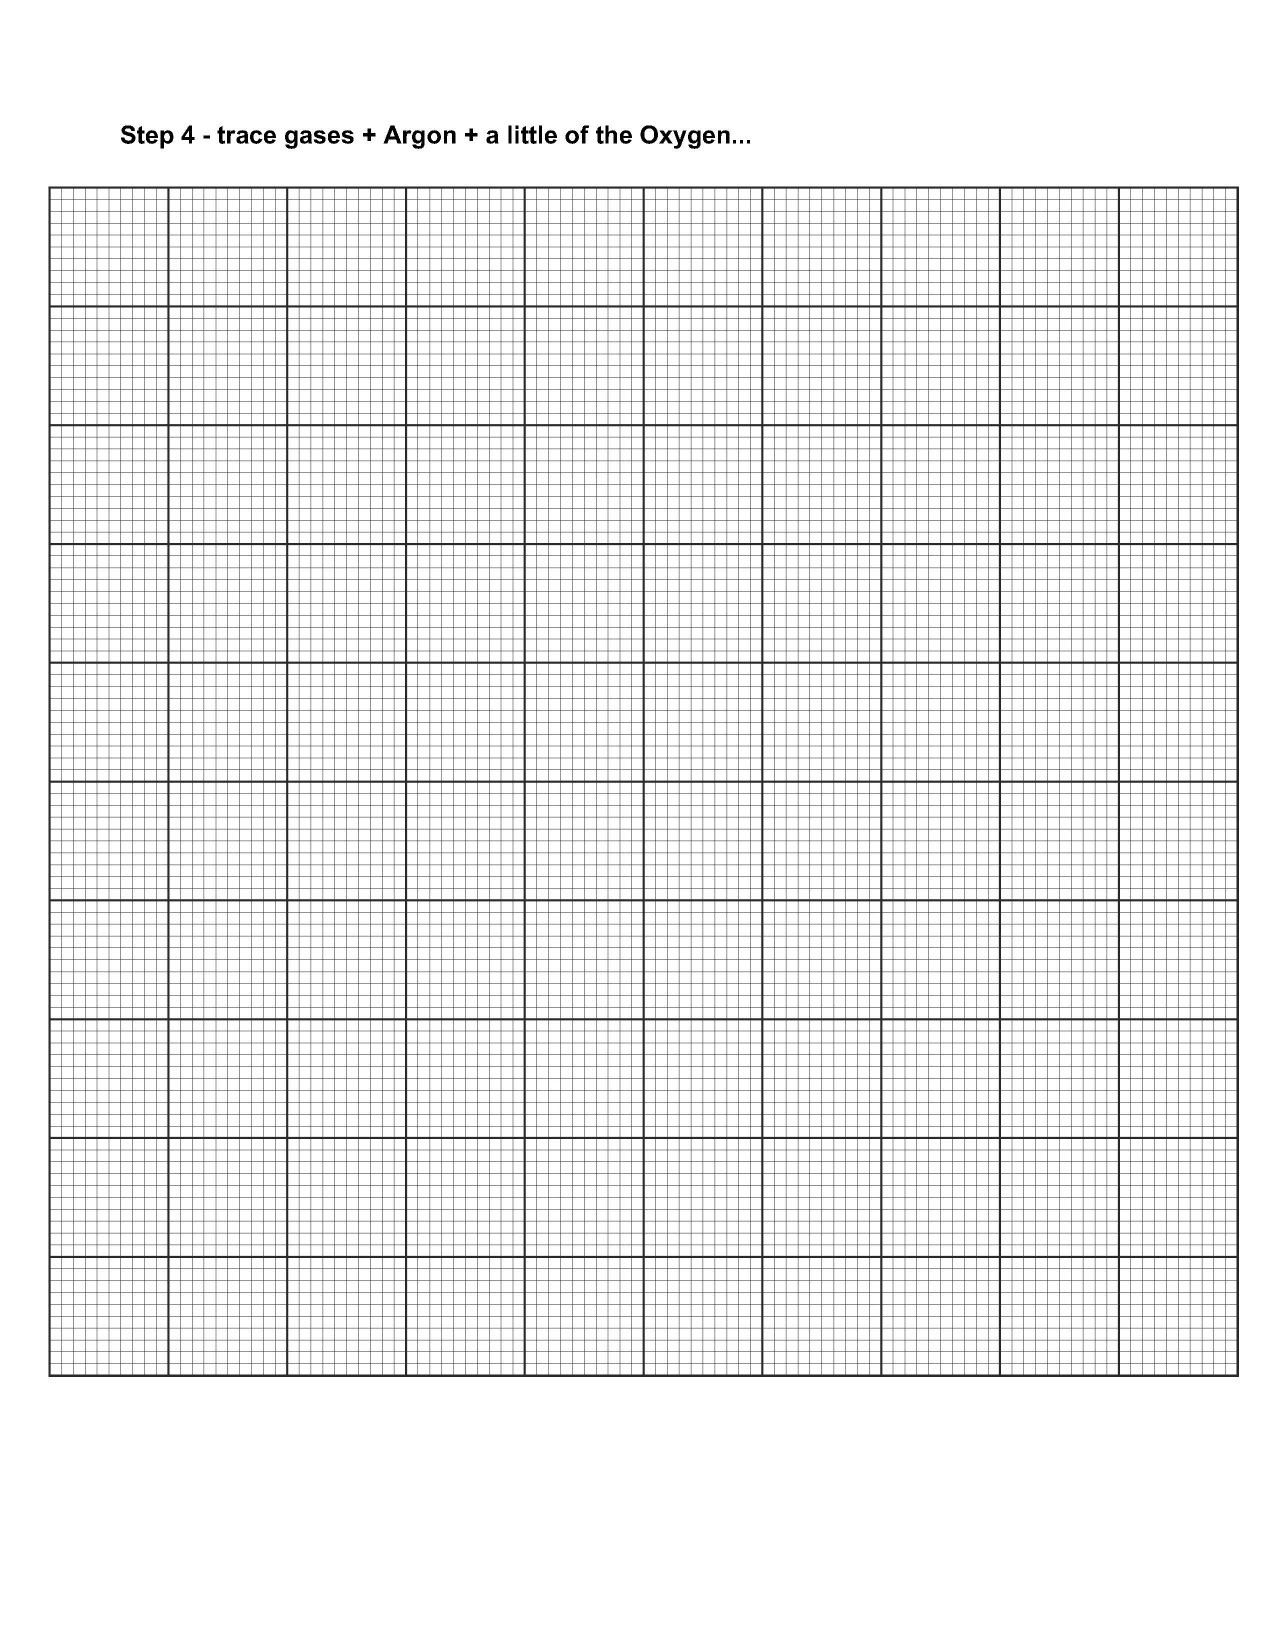 Step 4 - trace gases + Argon + a little of the Oxygen...